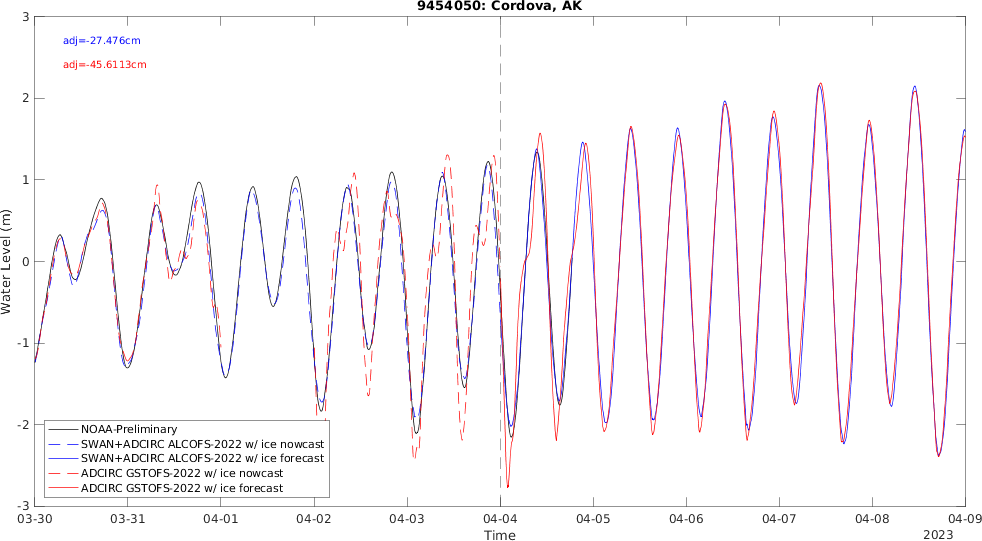 9454050: Cordova, AK
adj=-27.476cm
adj=-45.6113cm
3
2
1
0
-1
-2
-3
Water Level (m)
NOAA-Preliminary
SWAN+ADCIRC ALCOFS-2022 w/ ice nowcast
SWAN+ADCIRC ALCOFS-2022 w/ ice forecast
ADCIRC GSTOFS-2022 w/ ice nowcast
ADCIRC GSTOFS-2022 w/ ice forecast
03-30 03-31 04-01 04-02 04-03 04-04 04-05 04-06 04-07 04-08 04-09
Time
2023